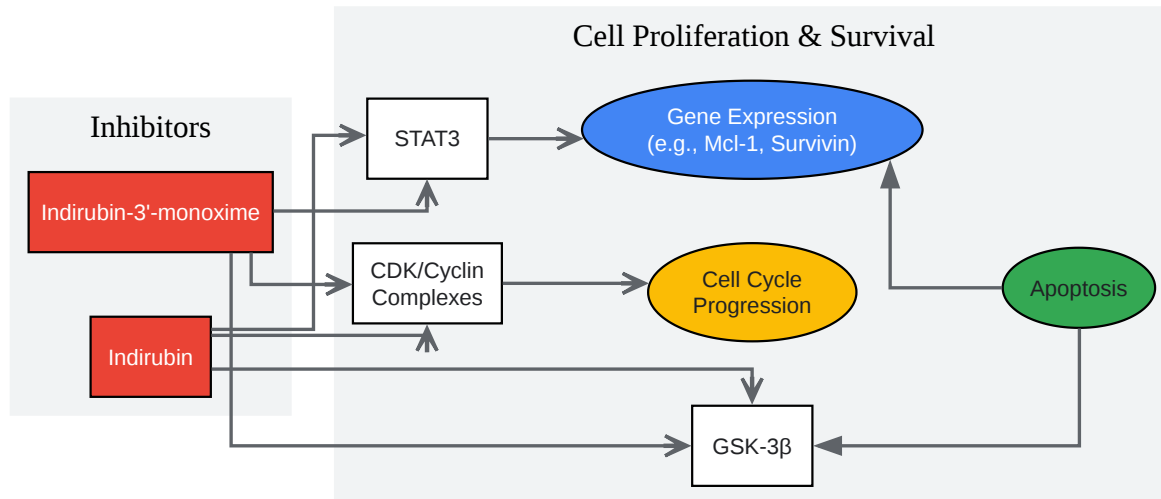 Cell Proliferation & Survival
Inhibitors
STAT3
Gene Expression
(e.g., Mcl-1, Survivin)
Indirubin-3'-monoxime
CDK/Cyclin
Complexes
Cell Cycle
Progression
Apoptosis
Indirubin
GSK-3β